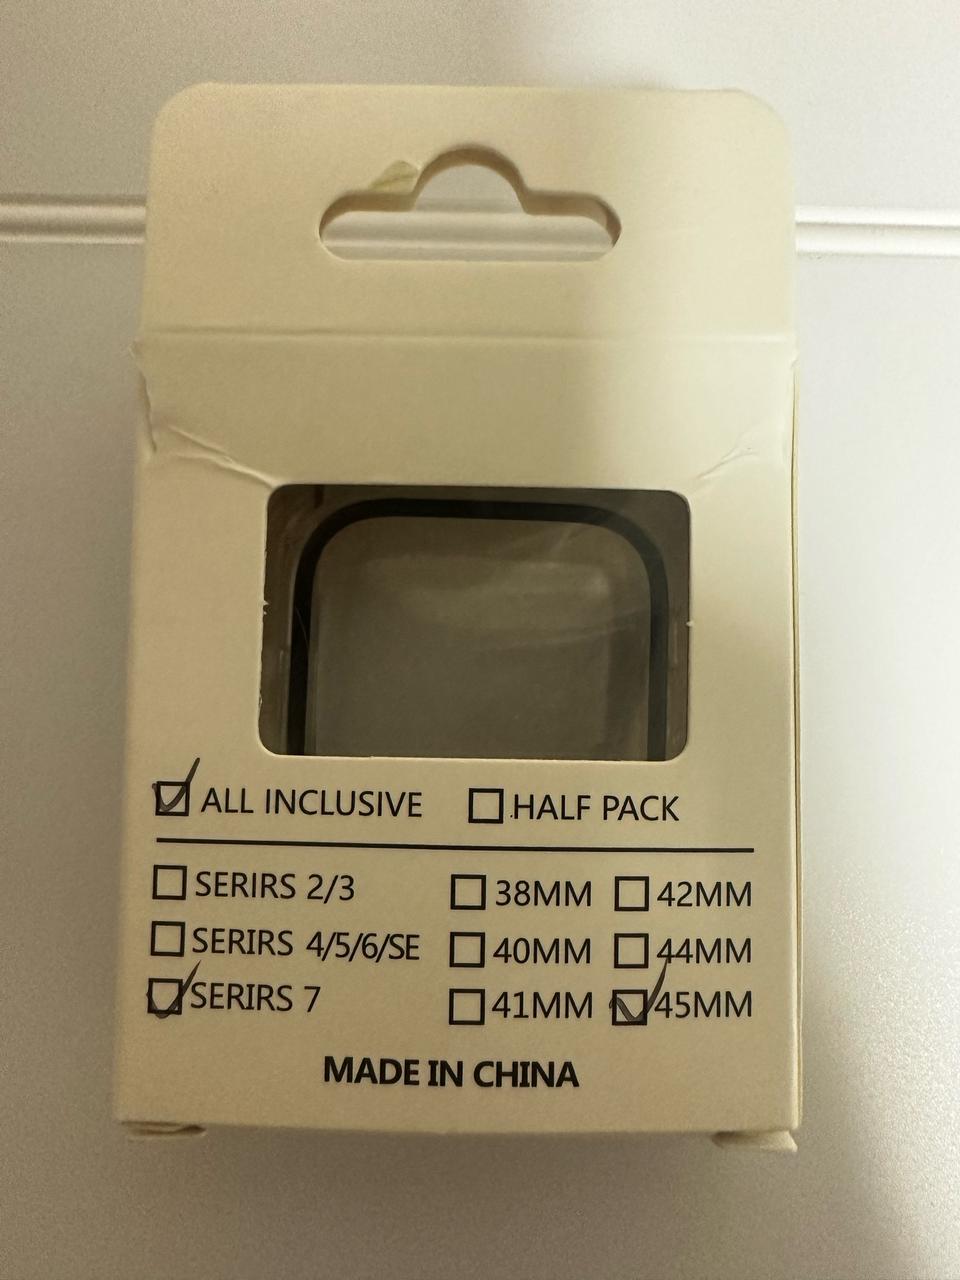 ALL INCLUSIVE HALF PACK
SERIRS 2/3 38MM 42MM
SERIRS 4/5/6/SE 40MM 44MM
SERIRS 7 41MM 45MM
MADE IN CHINA